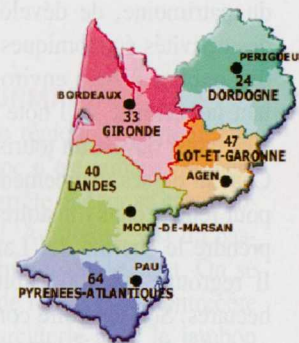 PERIGUEUX
24
DORDOGNE
BORDEAUX
33
GIRONDE
47
LOT-ET-GARONNE
AGEN
40
LANDES
MONT-DE-MARSAN
PAU
64
PYRENEES-ATLANTIQUES